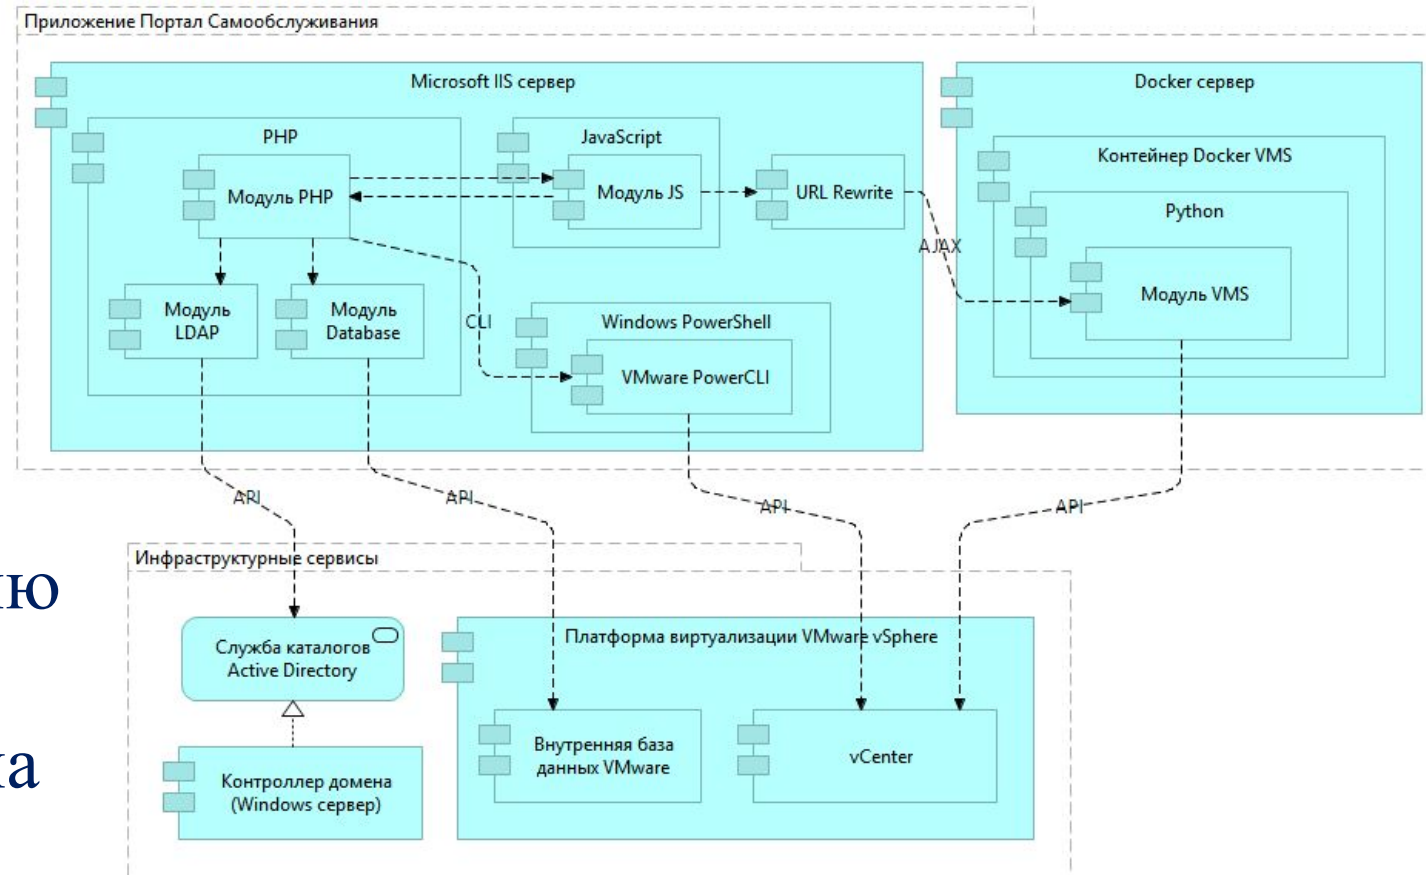 Приложение Портал Самообслуживания
Microsoft IIS сервер
Docker сервер
PHP
JavaScript
Контейнер Docker VMS
Модуль PHP
Модуль JS
URL Rewrite
Python
AJAX
Модуль VMS
Модуль
LDAP
Модуль
Database
CLI
Windows PowerShell
VMware PowerCLI
API
API
API
API
Инфраструктурные сервисы
Служба каталогов
Active Directory
Платформа виртуализации VMware vSphere
Внутренняя база
данных VMware
vCenter
Контроллер домена
(Windows сервер)